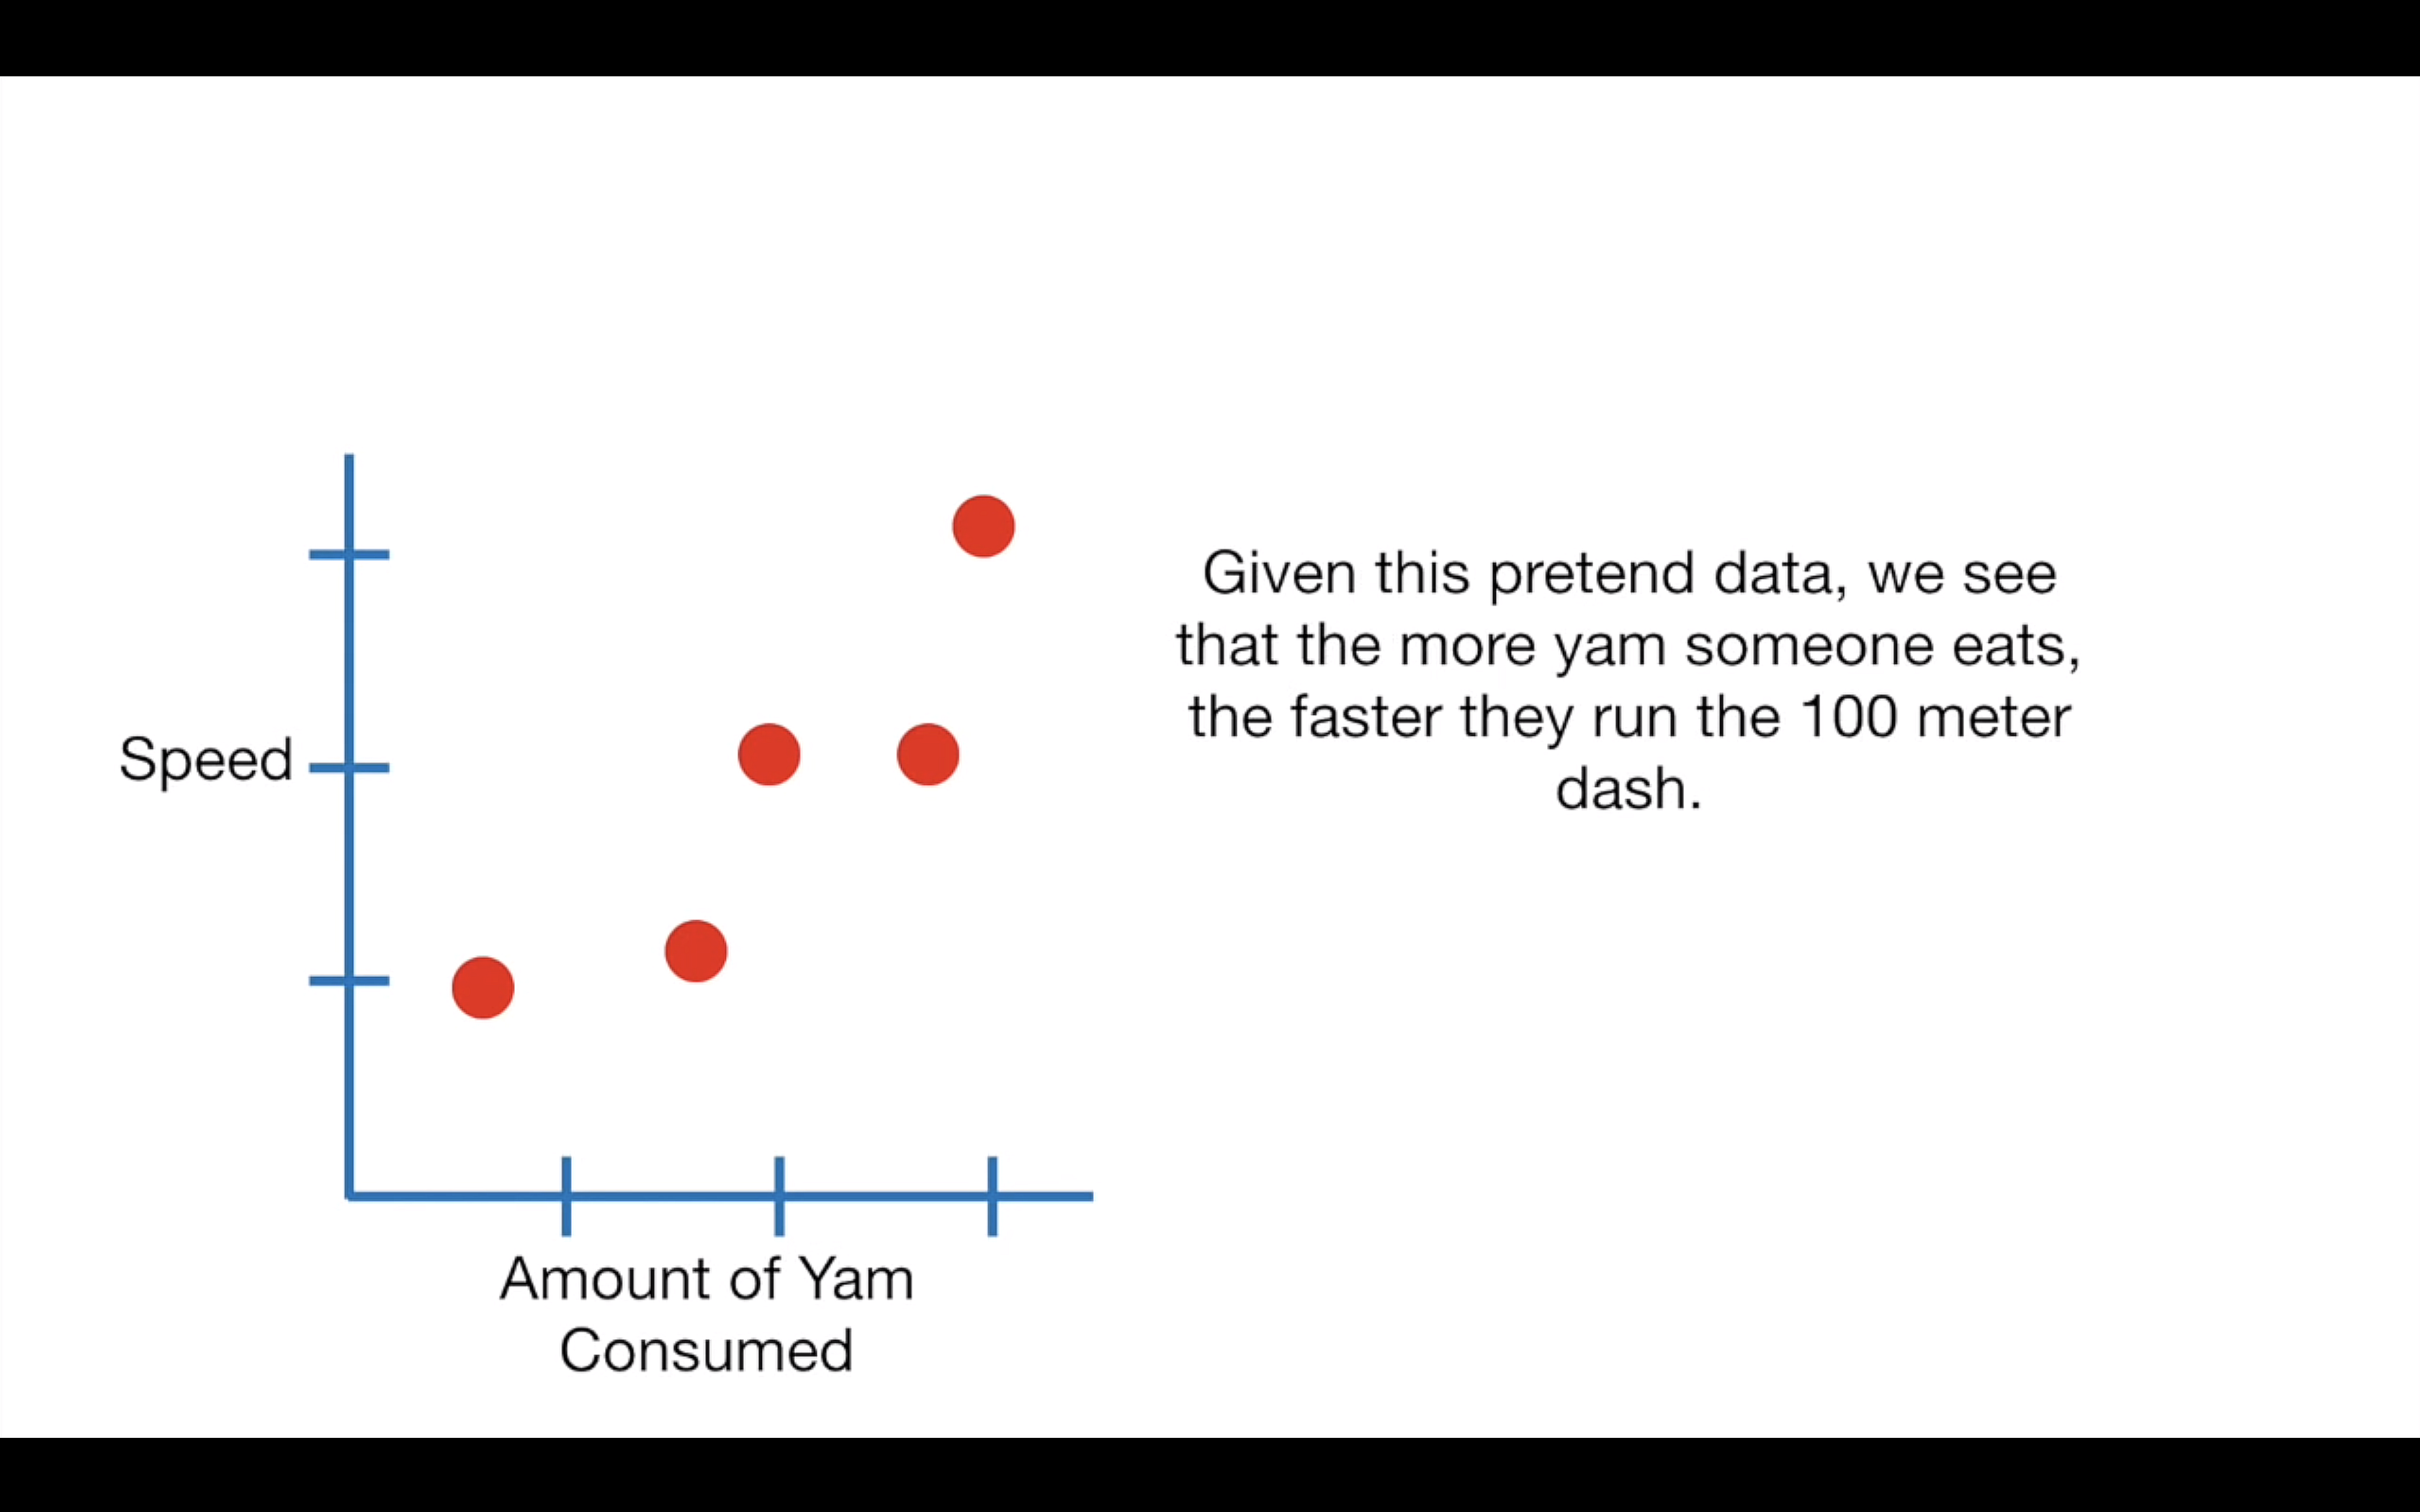 Given this pretend data, we see
that the more yam someone eats,
the faster they run the 100 meter
dash.
Speed
Amount of Yam
Consumed